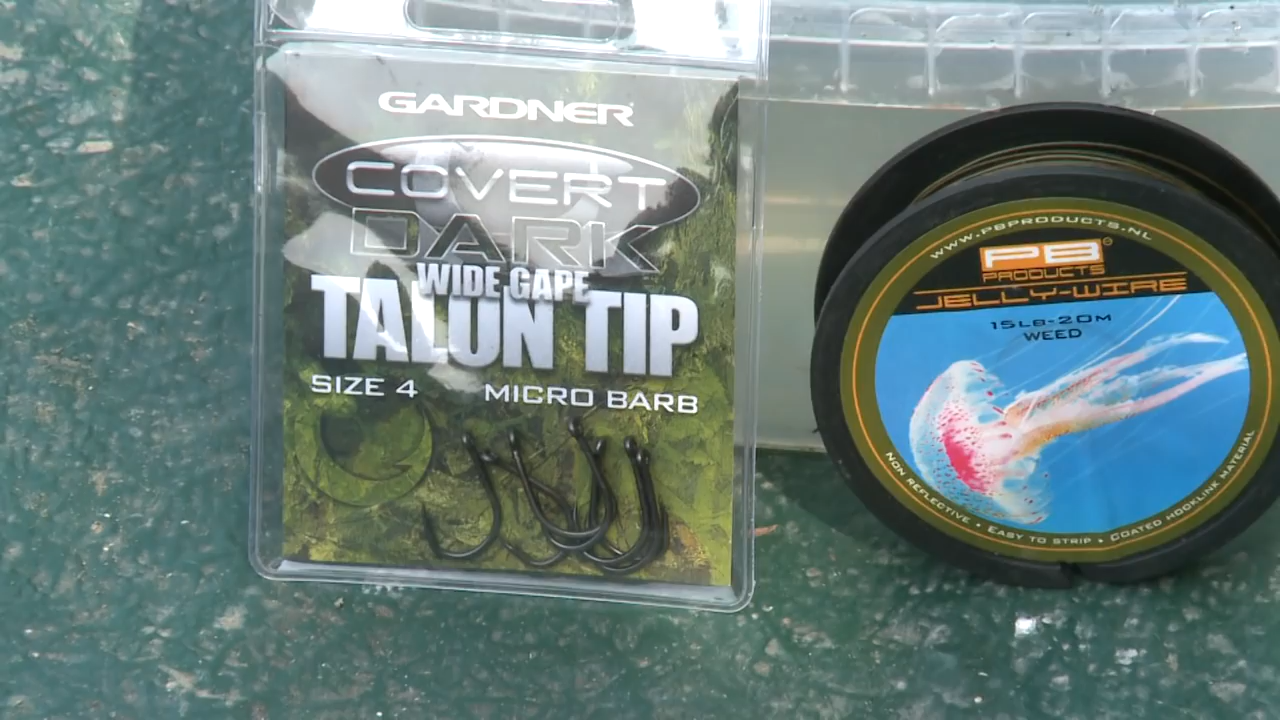 GARDNER
COVERT
DARK
WIDE GAPE
TALON TIP
SIZE 4 MICRO BARB
WWW.PBPRODUCTS.NL
PB
PRODUCTS
JELLY-WIRE
15LB-20M
WEED
NON REFLECTIVE • EASY TO STRIP • COATED HOOKLINK MATERIAL